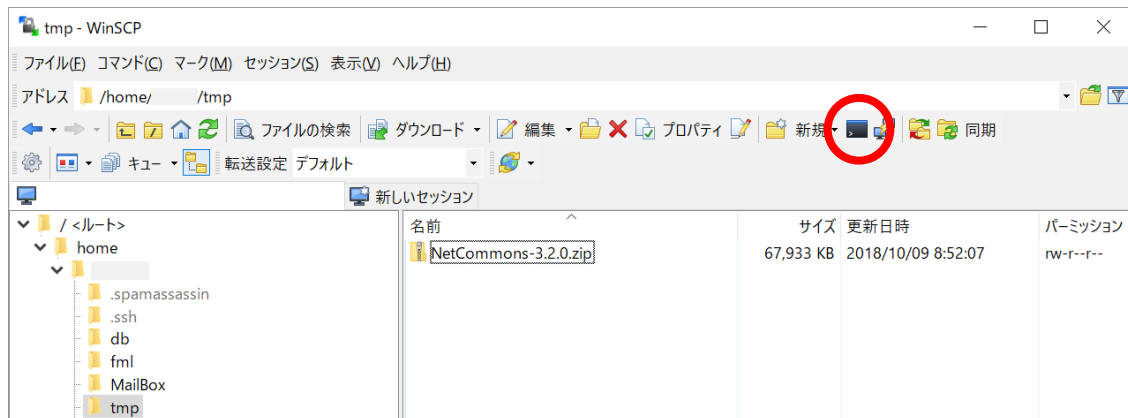 tmp - WinSCP
ファイル(F) コマンド(C) マーク(M) セッション(S) 表示(V) ヘルプ(H)
アドレス /home/ /tmp
ファイルの検索 ダウンロード 編集 プロパティ 新規 同期
キュー 転送設定 デフォルト
新しいセッション
/ <ルート>
home
.spamassassin
.ssh
db
fml
MailBox
tmp
名前 サイズ 更新日時 パーミッション
NetCommons-3.2.0.zip 67,933 KB 2018/10/09 8:52:07 rw-r--r--